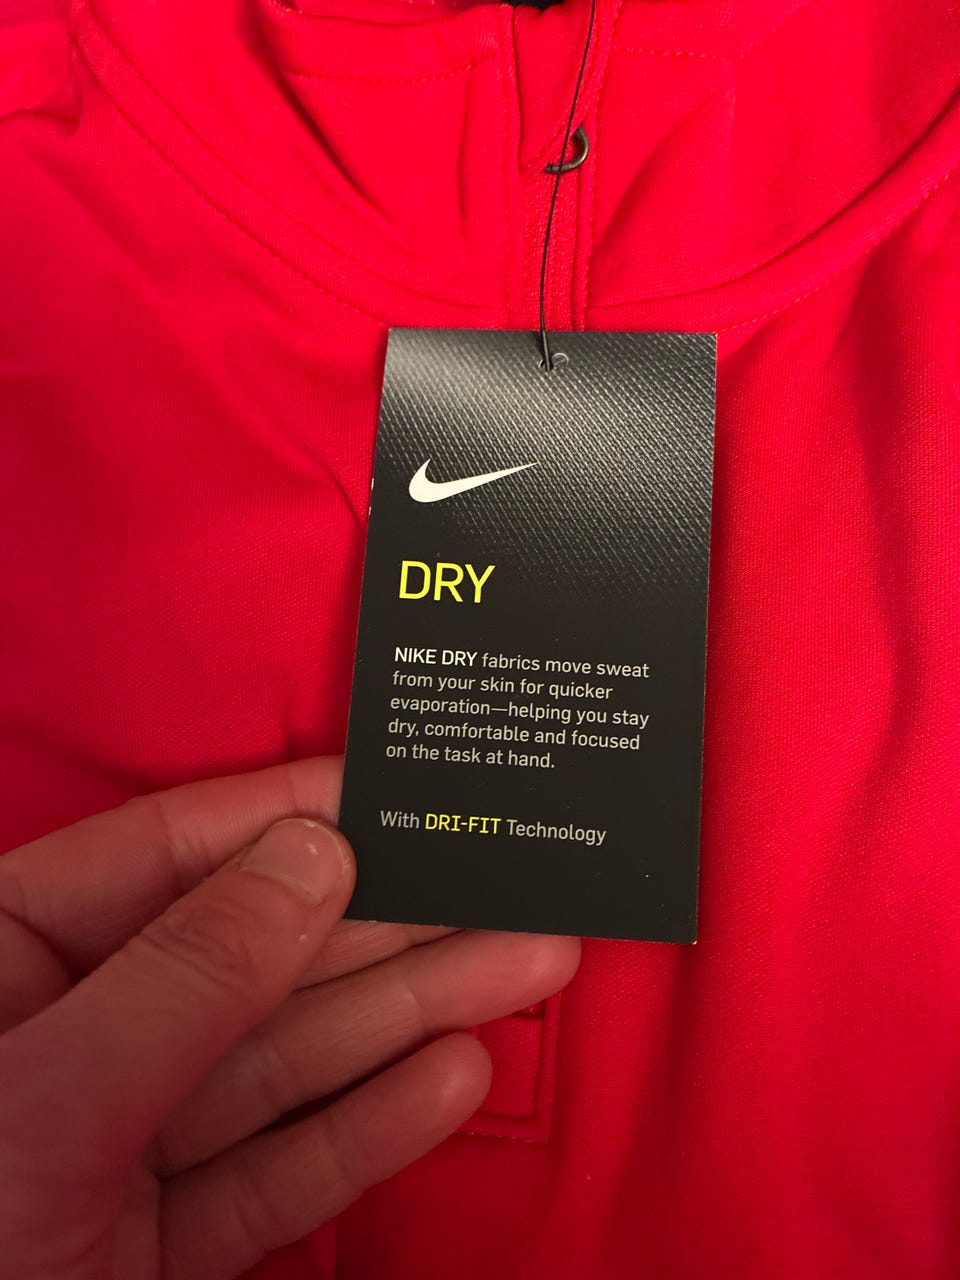 DRY
NIKE DRY fabrics move sweat
from your skin for quicker
evaporation—helping you stay
dry, comfortable and focused
on the task at hand.
With DRI-FIT Technology